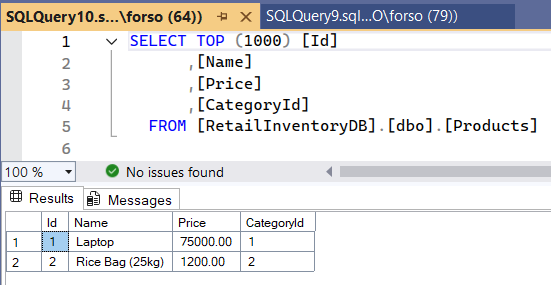 SQLQuery10.s...\forso (64)) SQLQuery9.sql...O\forso (79))
1 SELECT TOP (1000) [Id]
2 ,[Name]
3 ,[Price]
4 ,[CategoryId]
5 FROM [RetailInventoryDB].[dbo].[Products]
6
100 % No issues found
Results Messages
Id Name Price CategoryId
1 1 Laptop 75000.00 1
2 2 Rice Bag (25kg) 1200.00 2